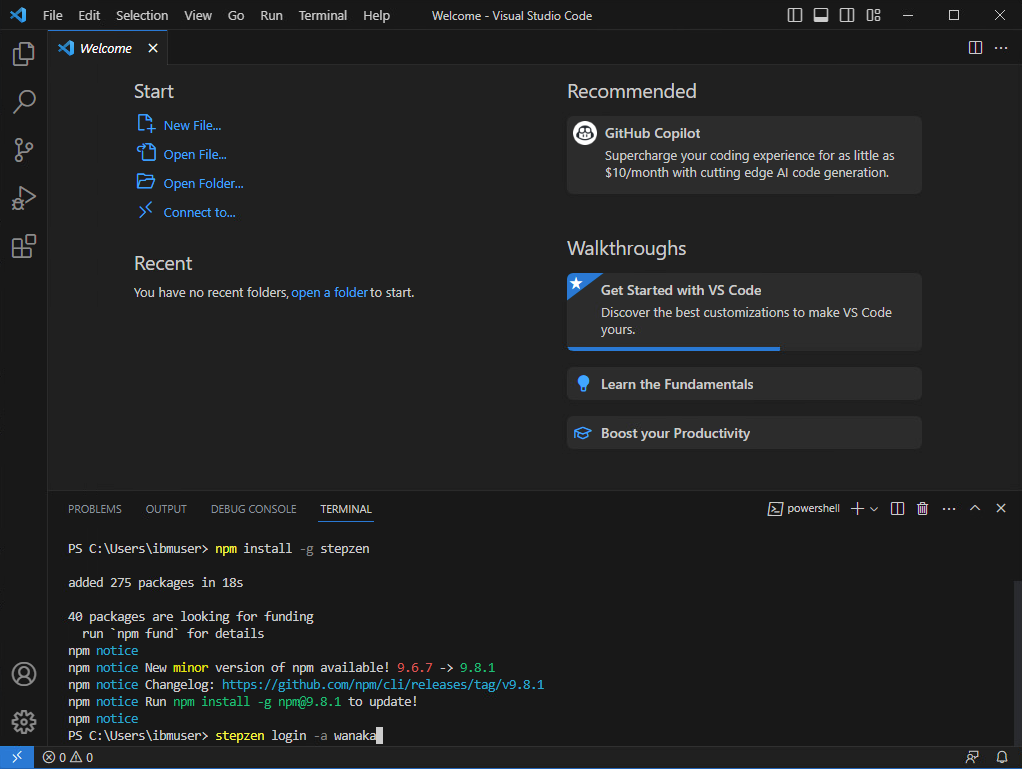 File Edit Selection View Go Run Terminal Help Welcome - Visual Studio Code
Welcome
Start
New File...
Open File...
Open Folder...
Connect to...
Recent
You have no recent folders, open a folder to start.
Recommended
GitHub Copilot
Supercharge your coding experience for as little as
$10/month with cutting edge AI code generation.
Walkthroughs
Get Started with VS Code
Discover the best customizations to make VS Code
yours.
Learn the Fundamentals
Boost your Productivity
PROBLEMS OUTPUT DEBUG CONSOLE TERMINAL powershell
PS C:\Users\ibmuser> npm install -g stepzen
added 275 packages in 18s
40 packages are looking for funding
  run `npm fund` for details
npm notice
npm notice New minor version of npm available! 9.6.7 -> 9.8.1
npm notice Changelog: https://github.com/npm/cli/releases/tag/v9.8.1
npm notice Run npm install -g npm@9.8.1 to update!
npm notice
PS C:\Users\ibmuser> stepzen login -a wanaka
0 0